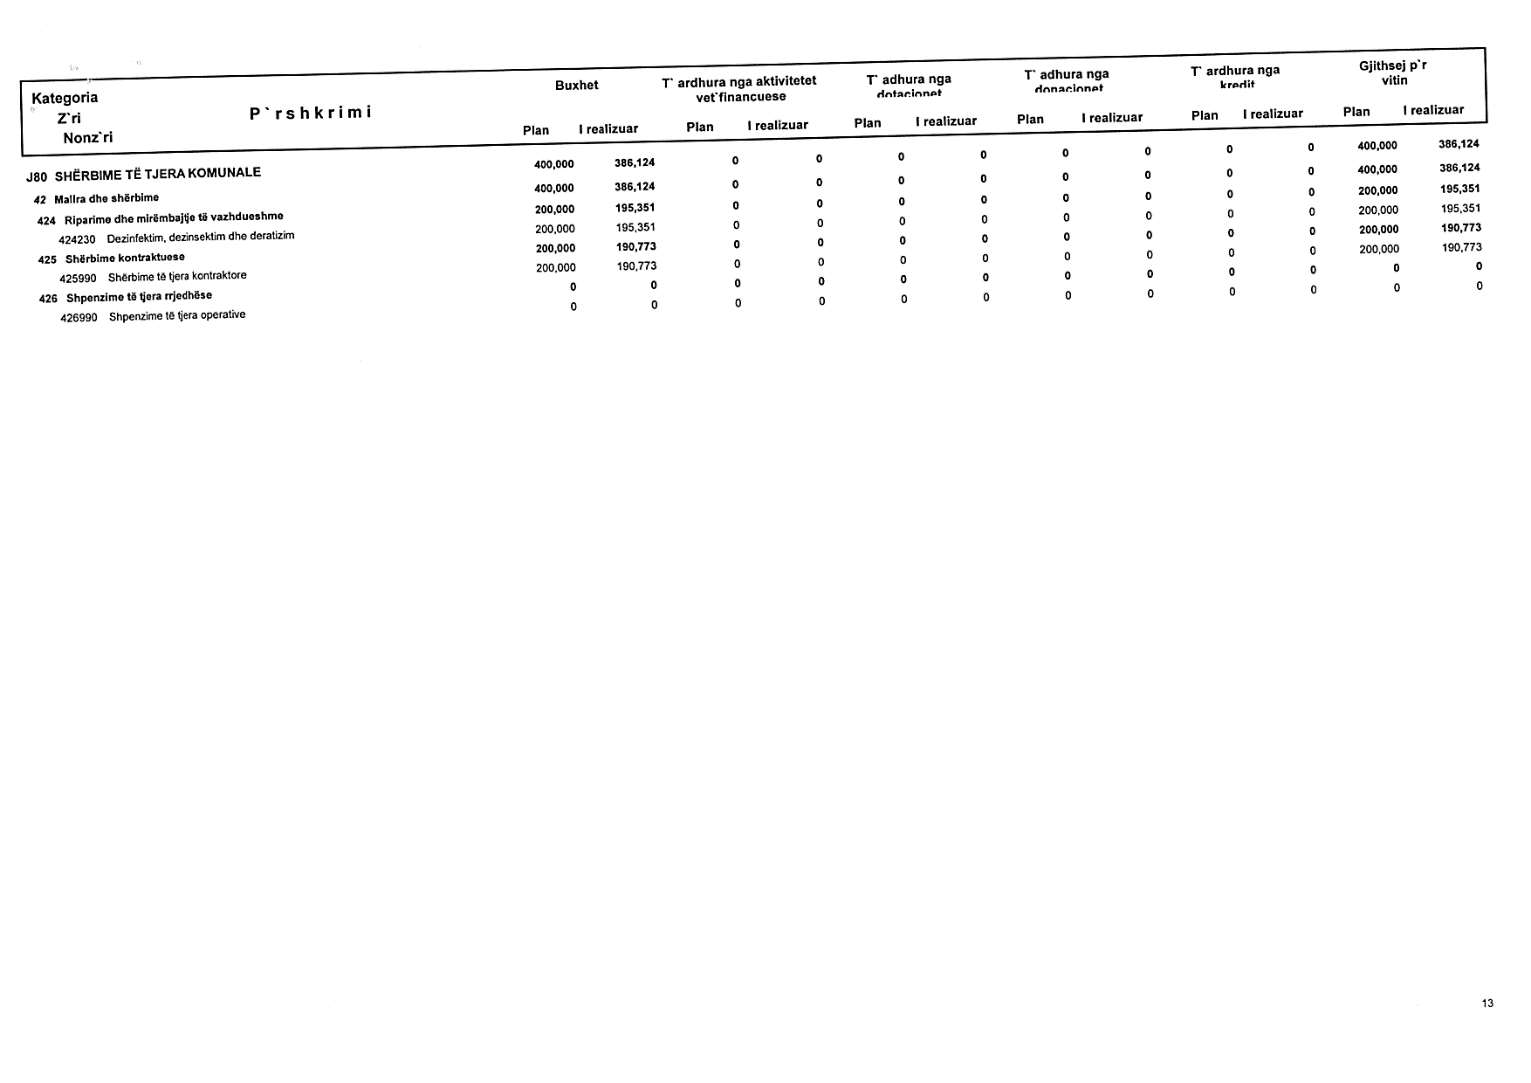 Kategoria
Z`ri
Nonz`ri
P`rshkrimi
Buxhet
T` ardhura nga aktivitetet
vet`financuese
T` adhura nga
dotacionet
T` adhura nga
donacionet
T` ardhura nga
kredit
Gjithsej p`r
vitin
Plan I realizuar Plan I realizuar Plan I realizuar Plan I realizuar Plan I realizuar Plan I realizuar
J80 SHËRBIME TË TJERA KOMUNALE 400,000 386,124 0 0 0 0 0 0 0 0 400,000 386,124
42 Mallra dhe shërbime 400,000 386,124 0 0 0 0 0 0 0 0 400,000 386,124
424 Riparime dhe mirëmbajtje të vazhdueshme 200,000 195,351 0 0 0 0 0 0 0 0 200,000 195,351
424230 Dezinfektim, dezinsektim dhe deratizim 200,000 195,351 0 0 0 0 0 0 0 0 200,000 195,351
425 Shërbime kontraktuese 200,000 190,773 0 0 0 0 0 0 0 0 200,000 190,773
425990 Shërbime të tjera kontraktore 200,000 190,773 0 0 0 0 0 0 0 0 200,000 190,773
426 Shpenzime të tjera rrjedhëse 0 0 0 0 0 0 0 0 0 0 0 0
426990 Shpenzime të tjera operative 0 0 0 0 0 0 0 0 0 0 0 0
13